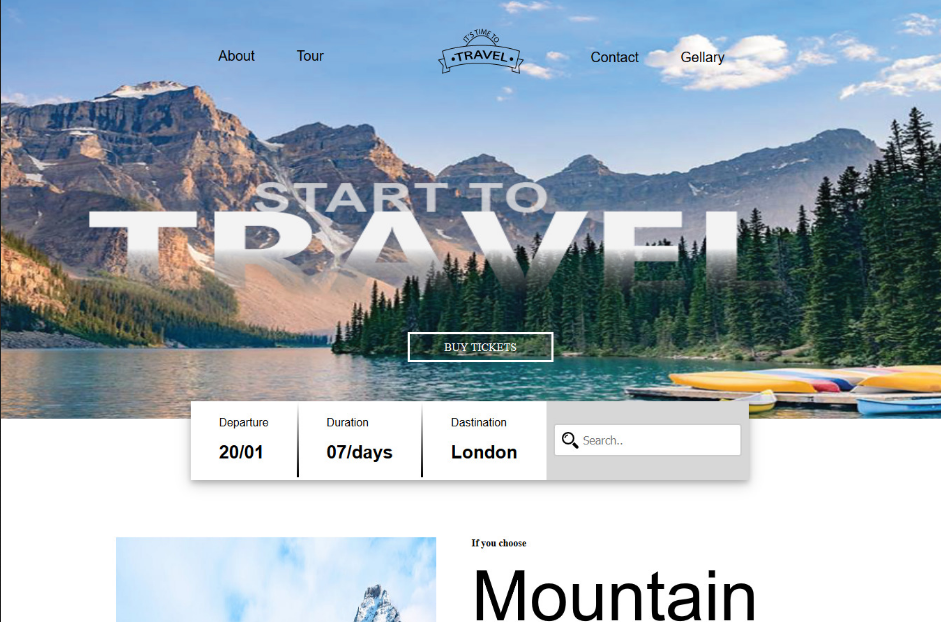 About
Tour
IT'S TIME TO
TRAVEL
Contact
Gellary
START TO
TRAVEL
BUY TICKETS
Departure
Duration
Dastination
20/01
07/days
London
Search..
If you choose
Mountain